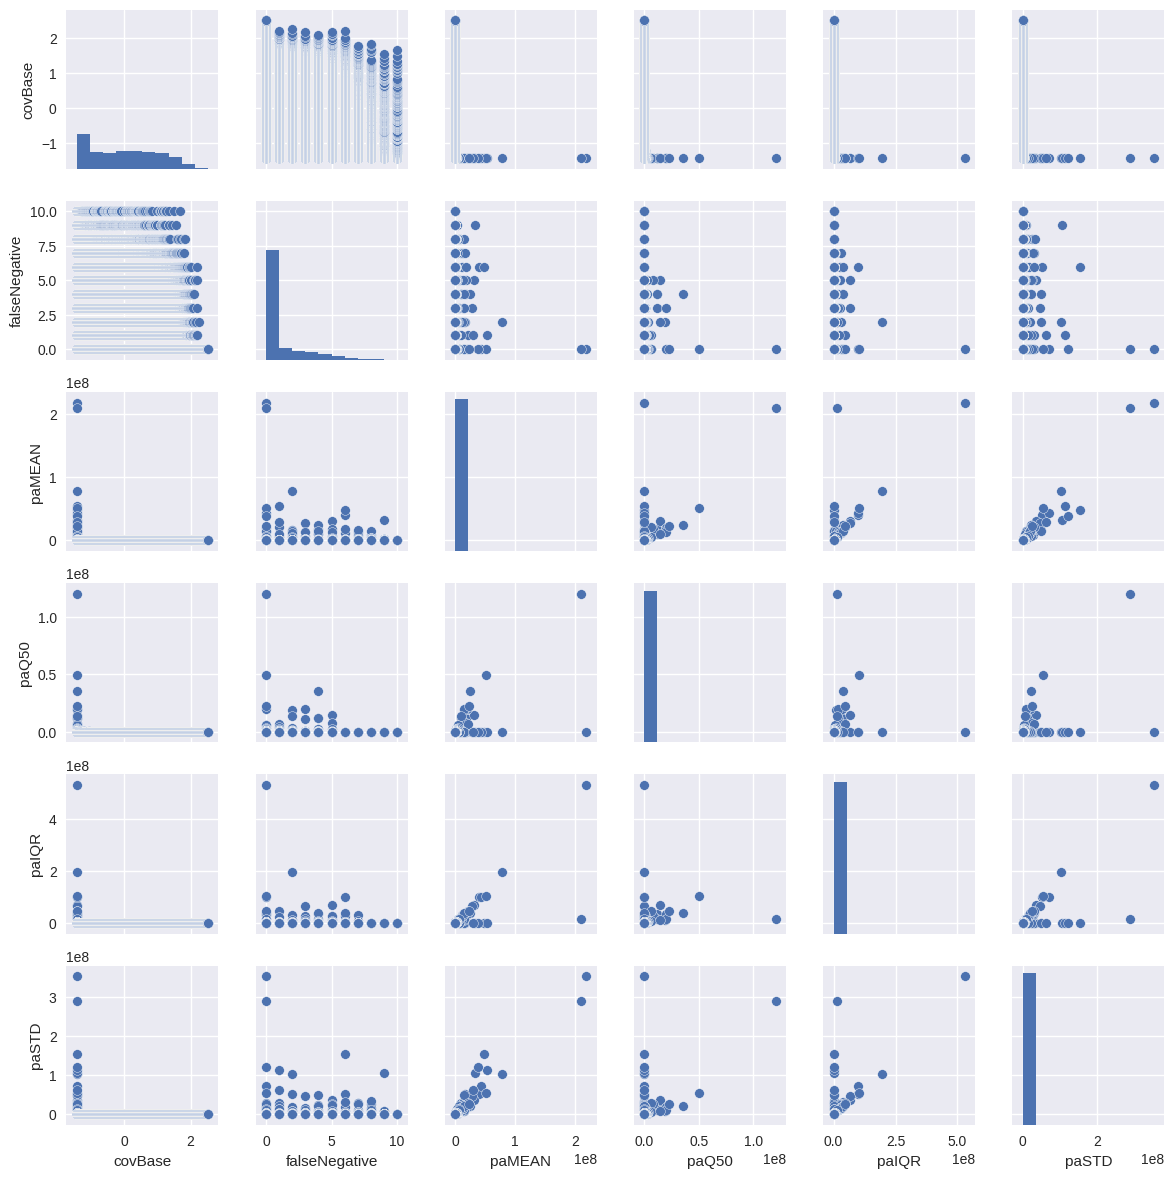 covBase
2
1
0
−1
falseNegative
10.0
7.5
5.0
2.5
0.0
1e8
paMEAN
2
1
0
1e8
paQ50
1.0
0.5
0.0
1e8
paIQR
4
2
0
1e8
paSTD
3
2
1
0
0 2
0 5 10
0 1 2
0.0 0.5 1.0
0.0 2.5 5.0
0 2
1e8 1e8 1e8 1e8
covBase falseNegative paMEAN paQ50 paIQR paSTD